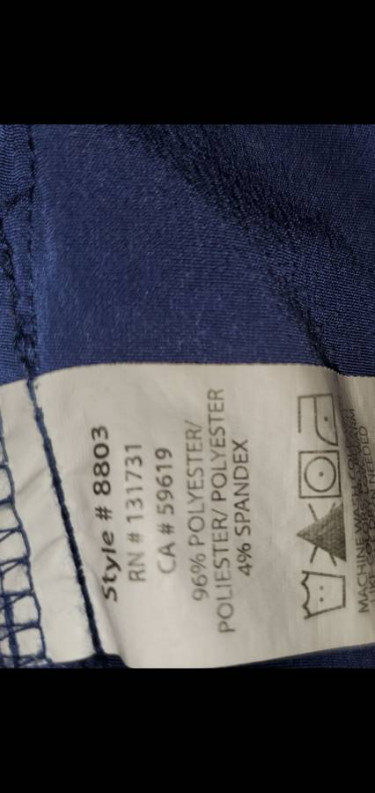 Style # 8803
RN # 131731
CA # 59619
96% POLYESTER/
POLIESTER/ POLYESTER
4% SPANDEX
MACHINE WASH